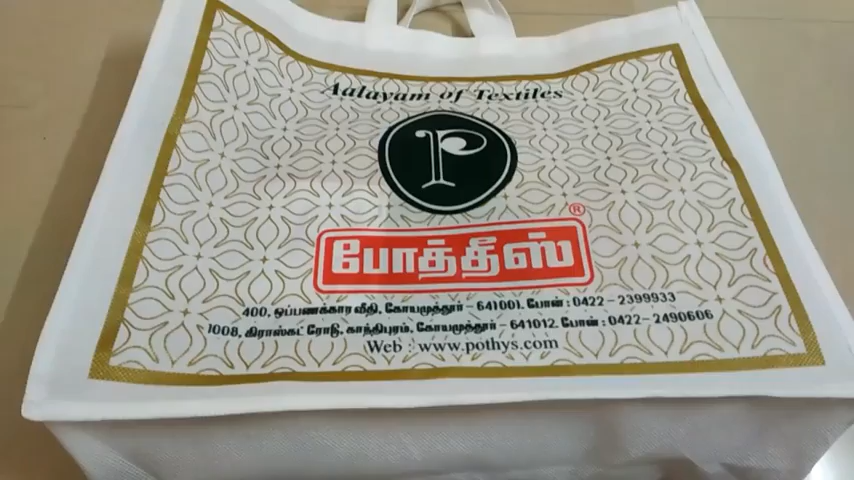 Aalayam of Textiles
P
போத்தீஸ் ®
400, ஒப்பணக்கார வீதி, கோயமுத்தூர் - 641001. போன் : 0422 - 2399933
1008, கிராஸ்கட் ரோடு, காந்திபுரம், கோயமுத்தூர் - 641012. போன் : 0422 - 2490606
Web : www.pothys.com